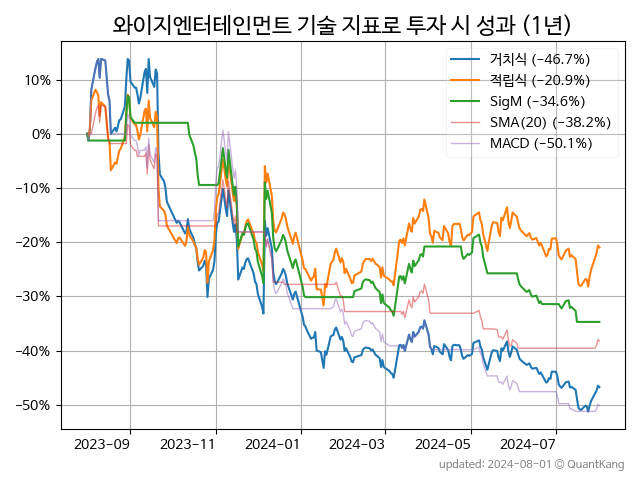 와이지엔터테인먼트 기술 지표로 투자 시 성과 (1년)
거치식 (−46.7%)
적립식 (−20.9%)
SigM (−34.6%)
SMA(20) (−38.2%)
MACD (−50.1%)
10%
0%
−10%
−20%
−30%
−40%
−50%
2023−09
2023−11
2024−01
2024−03
2024−05
2024−07
updated: 2024-08-01 © QuantKang